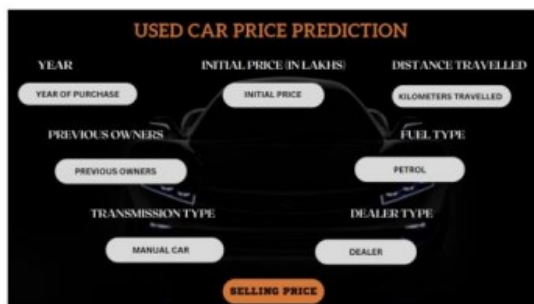 USED CAR PRICE PREDICTION
YEAR
INITIAL PRICE (IN LAKHS)
DISTANCE TRAVELLED
YEAR OF PURCHASE
INITIAL PRICE
KILOMETERS TRAVELLED
PREVIOUS OWNERS
FUEL TYPE
PREVIOUS OWNERS
PETROL
TRANSMISSION TYPE
DEALER TYPE
MANUAL CAR
DEALER
SELLING PRICE